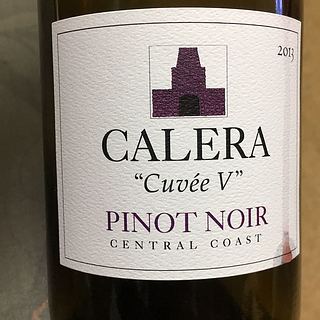 2013
CALERA
“Cuvée V”
PINOT NOIR
CENTRAL COAST